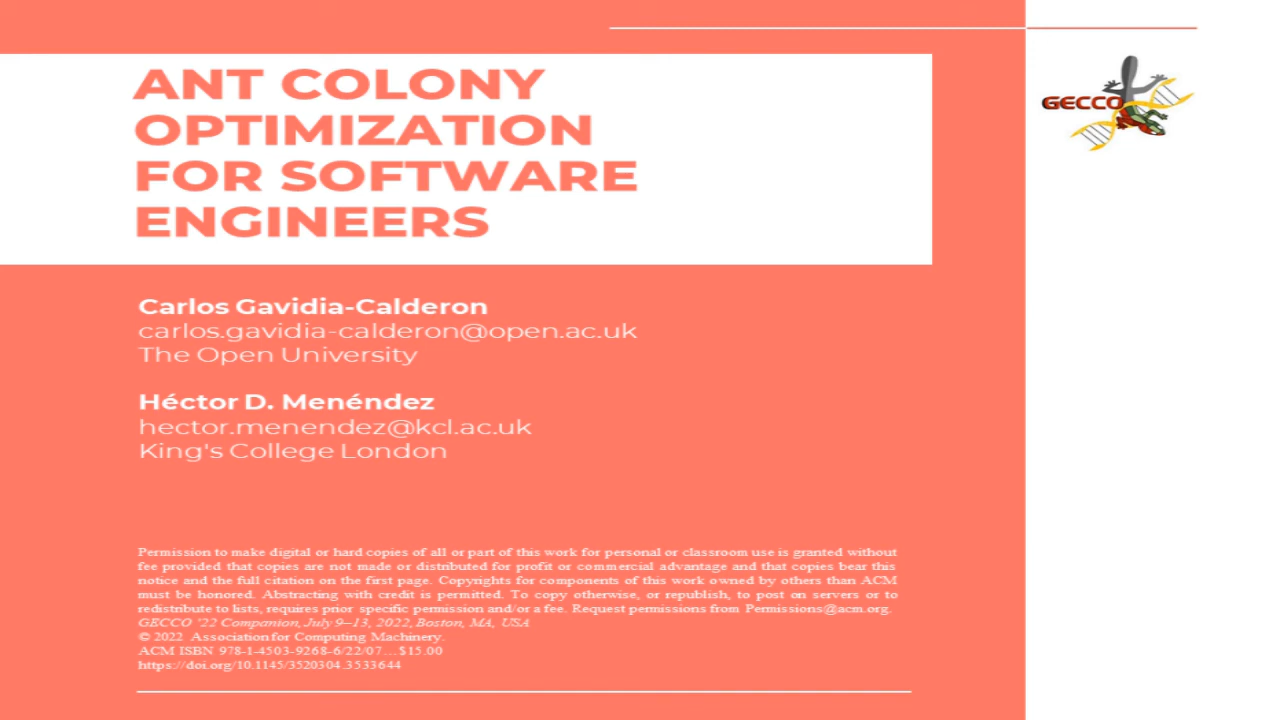 ANT COLONY
OPTIMIZATION
FOR SOFTWARE
ENGINEERS
GECCO
Carlos Gavidia-Calderon
carlos.gavidia-calderon@open.ac.uk
The Open University
Héctor D. Menéndez
hector.menendez@kcl.ac.uk
King's College London
Permission to make digital or hard copies of all or part of this work for personal or classroom use is granted without
fee provided that copies are not made or distributed for profit or commercial advantage and that copies bear this
notice and the full citation on the first page. Copyrights for components of this work owned by others than ACM
must be honored. Abstracting with credit is permitted. To copy otherwise, or republish, to post on servers or to
redistribute to lists, requires prior specific permission and/or a fee. Request permissions from Permissions@acm.org.
GECCO '22 Companion, July 9–13, 2022, Boston, MA, USA
© 2022 Association for Computing Machinery.
ACM ISBN 978-1-4503-9268-6/22/07…$15.00
https://doi.org/10.1145/3520304.3533644